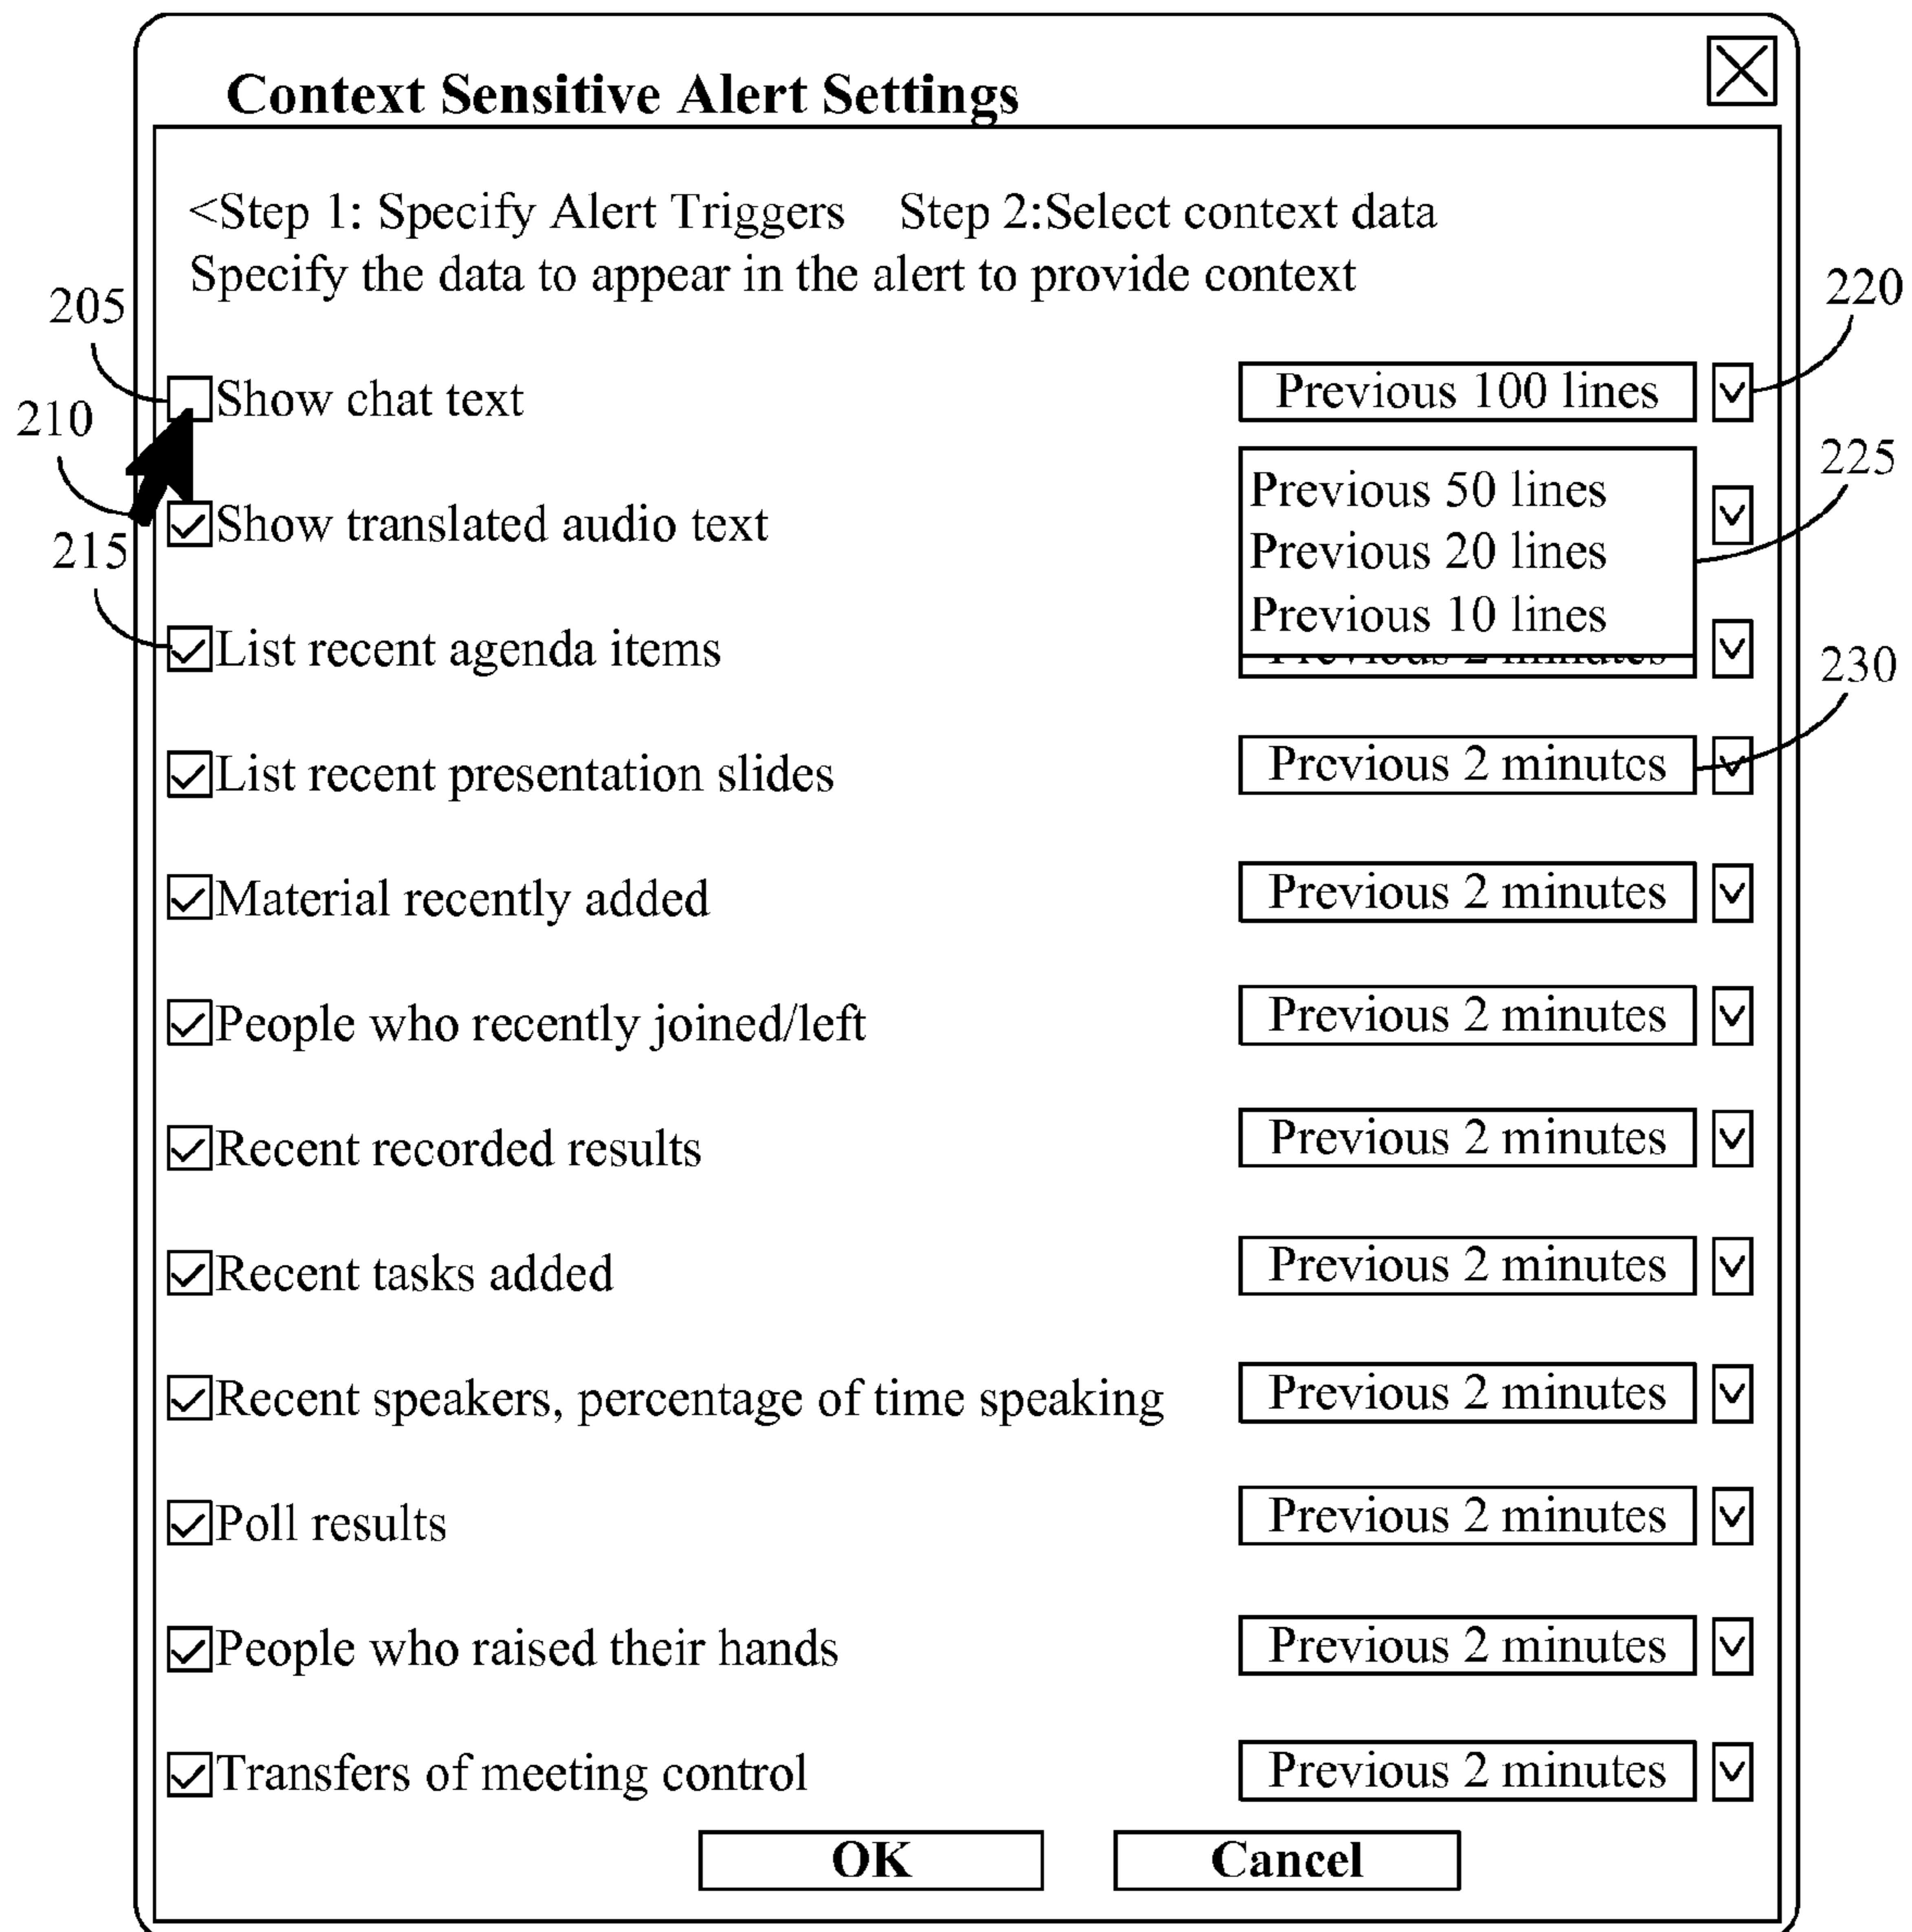 Context Sensitive Alert Settings
<Step 1: Specify Alert Triggers Step 2:Select context data
Specify the data to appear in the alert to provide context
205
220
Show chat text
Previous 100 lines
210
225
Previous 50 lines
Show translated audio text
Previous 20 lines
215
Previous 10 lines
List recent agenda items
Previous 2 minutes
230
List recent presentation slides
Previous 2 minutes
Material recently added
Previous 2 minutes
People who recently joined/left
Previous 2 minutes
Recent recorded results
Previous 2 minutes
Recent tasks added
Previous 2 minutes
Recent speakers, percentage of time speaking
Previous 2 minutes
Poll results
Previous 2 minutes
People who raised their hands
Previous 2 minutes
Transfers of meeting control
Previous 2 minutes
OK
Cancel